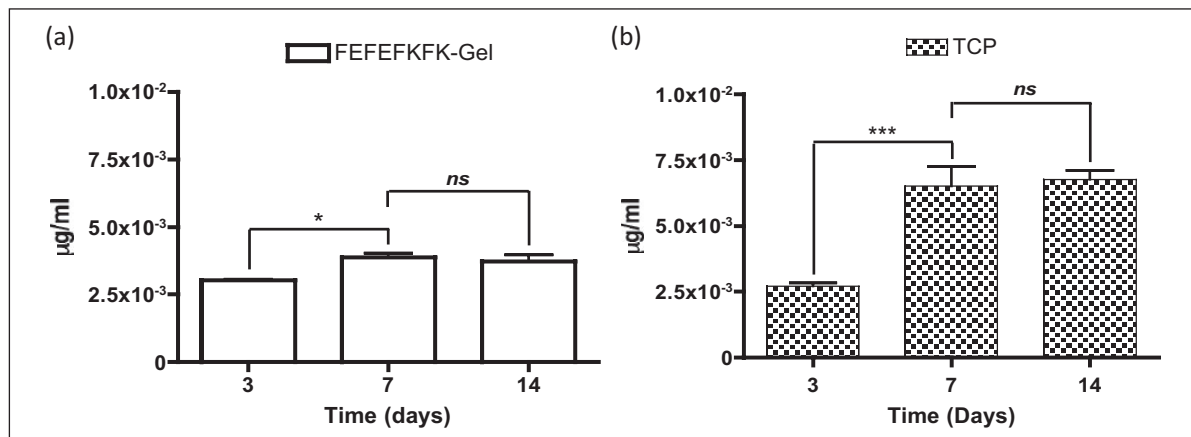 (a)
FEFEFKFK-Gel
1.0x10-2
7.5x10-3
5.0x10-3
2.5x10-3
0
µg/ml
*
ns
3 7 14
Time (days)
(b)
TCP
1.0x10-2
7.5x10-3
5.0x10-3
2.5x10-3
0
µg/ml
***
ns
3 7 14
Time (Days)